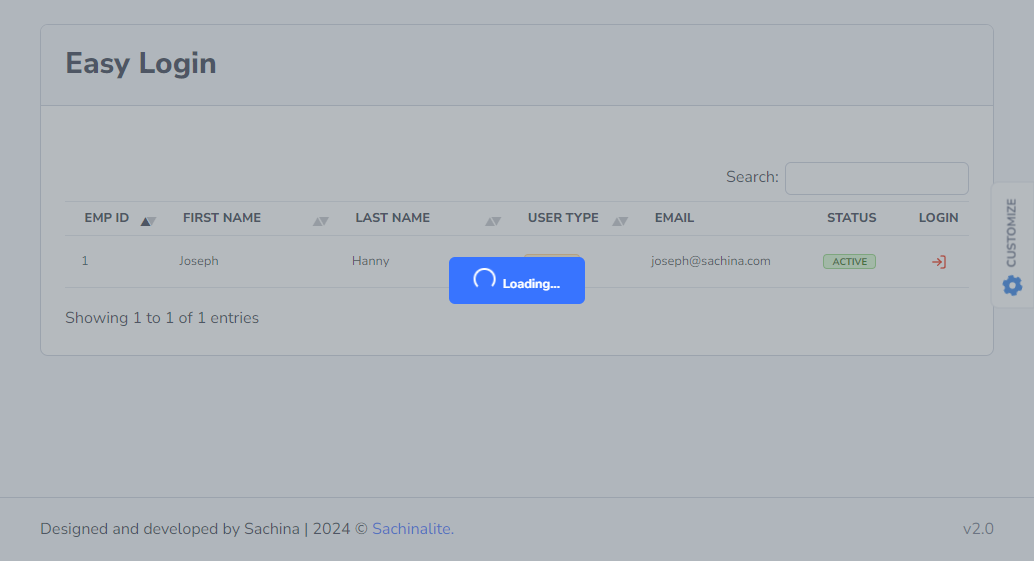 Easy Login
Search:
EMP ID FIRST NAME LAST NAME USER TYPE EMAIL STATUS LOGIN
1 Joseph Hanny joseph@sachina.com ACTIVE
Loading...
Showing 1 to 1 of 1 entries
CUSTOMIZE
Designed and developed by Sachina | 2024 © Sachinalite. v2.0